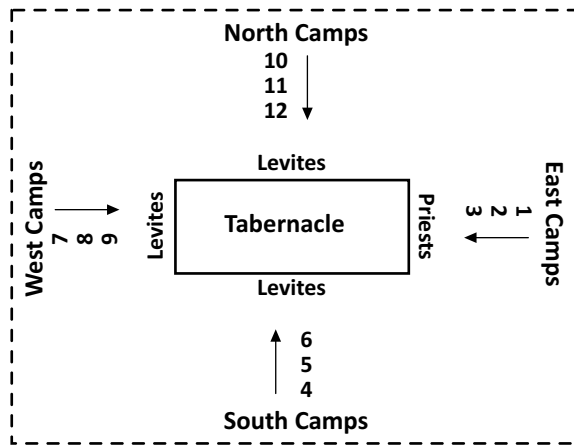 North Camps
10
11
12
Levites
West Camps
7
8
9
Levites
Tabernacle
Priests
East Camps
1
2
3
Levites
6
5
4
South Camps